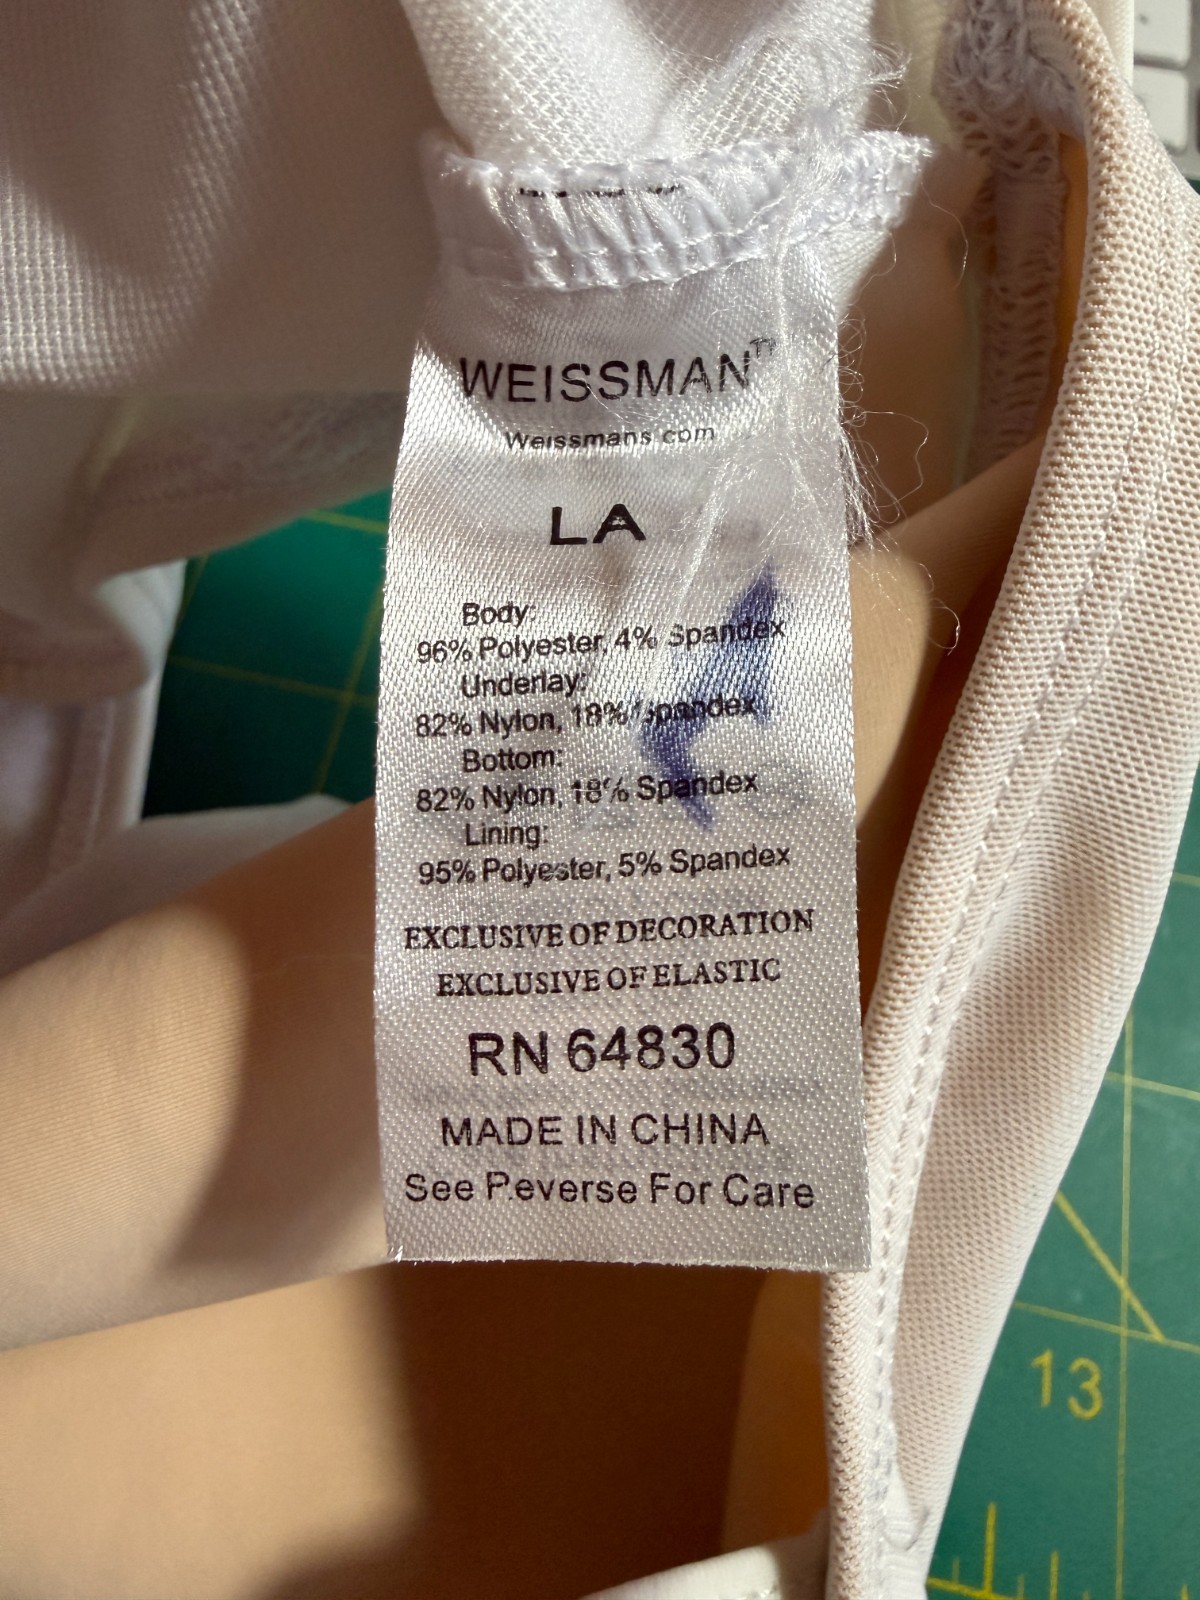 WEISSMAN™
Weissmans.com
LA
Body:
96% Polyester, 4% Spandex
Underlay:
82% Nylon, 18% Spandex
Bottom:
82% Nylon, 18% Spandex
Lining:
95% Polyester, 5% Spandex
EXCLUSIVE OF DECORATION
EXCLUSIVE OF ELASTIC
RN 64830
MADE IN CHINA
See Reverse For Care
13